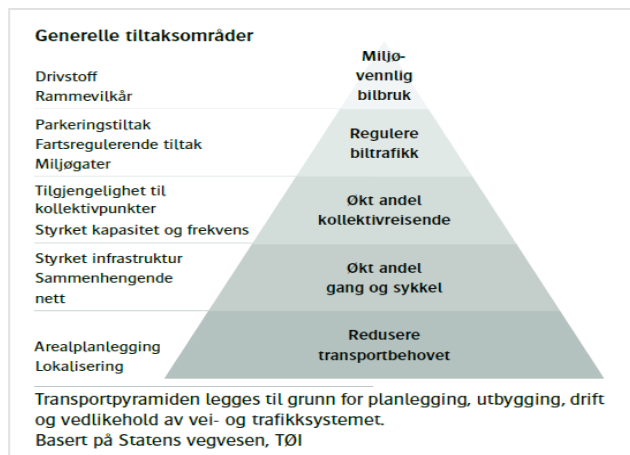 Generelle tiltaksområder
Drivstoff
Rammevilkår
Miljø-
vennlig
bilbruk
Parkeringstiltak
Fartsregulerende tiltak
Miljøgater
Regulere
biltrafikk
Tilgjengelighet til
kollektivpunkter
Styrket kapasitet og frekvens
Økt andel
kollektivreisende
Styrket infrastruktur
Sammenhengende
nett
Økt andel
gang og sykkel
Arealplanlegging
Lokalisering
Redusere
transportbehovet
Transportpyramiden legges til grunn for planlegging, utbygging, drift
og vedlikehold av vei- og trafikksystemet.
Basert på Statens vegvesen, TØI